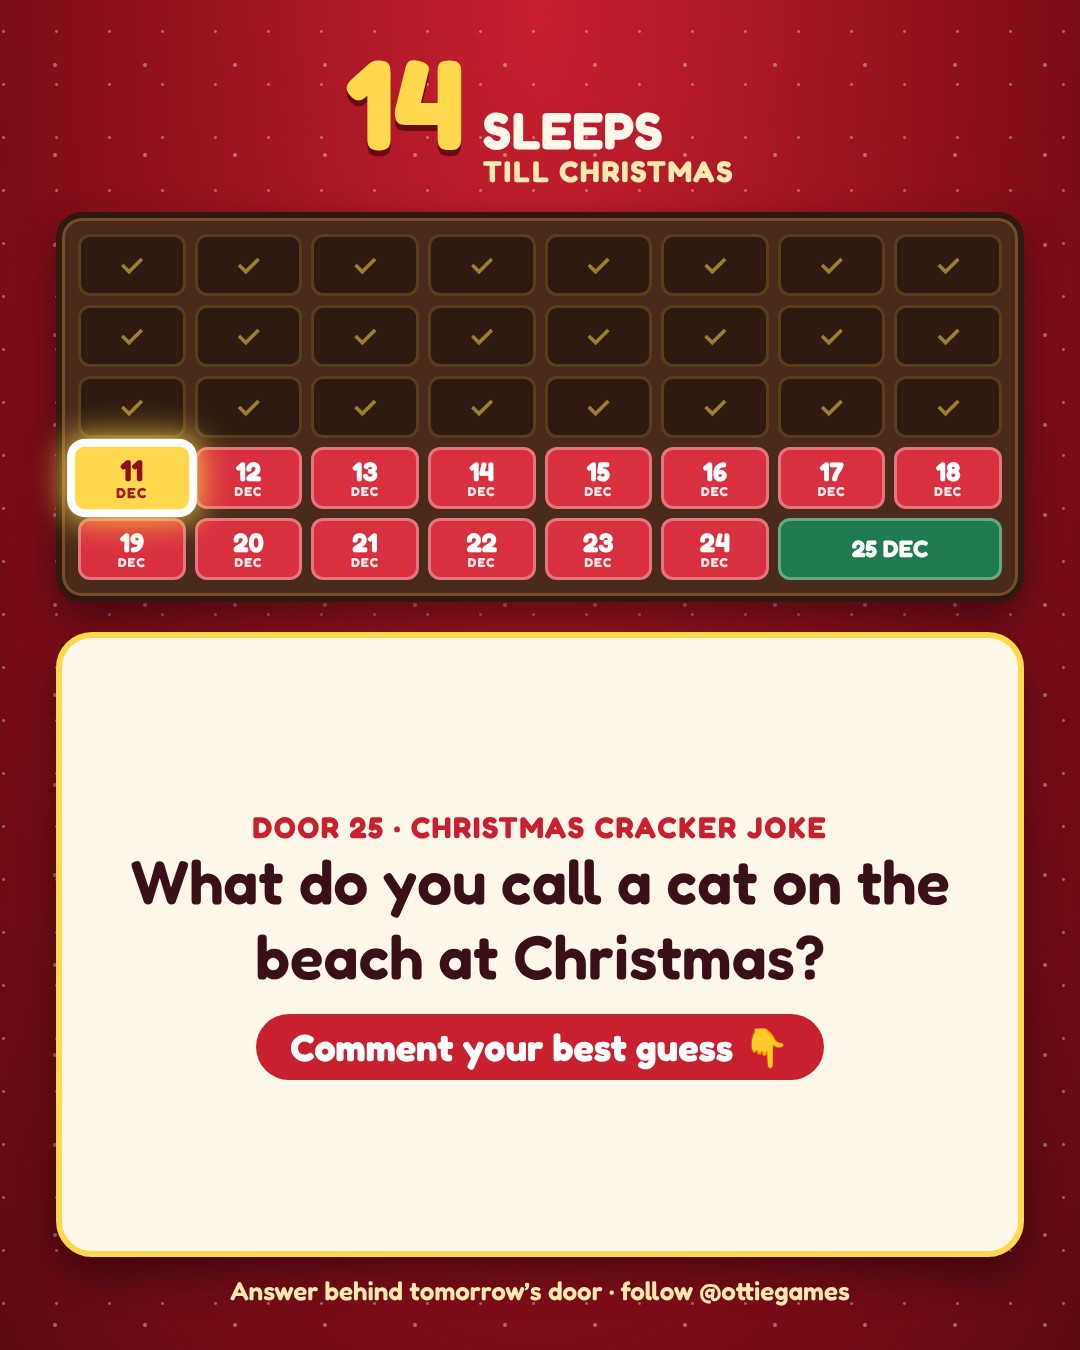 14 SLEEPS
TILL CHRISTMAS
11 DEC
12 DEC
13 DEC
14 DEC
15 DEC
16 DEC
17 DEC
18 DEC
19 DEC
20 DEC
21 DEC
22 DEC
23 DEC
24 DEC
25 DEC
DOOR 25 · CHRISTMAS CRACKER JOKE
What do you call a cat on the
beach at Christmas?
Comment your best guess 👇
Answer behind tomorrow’s door · follow @ottiegames